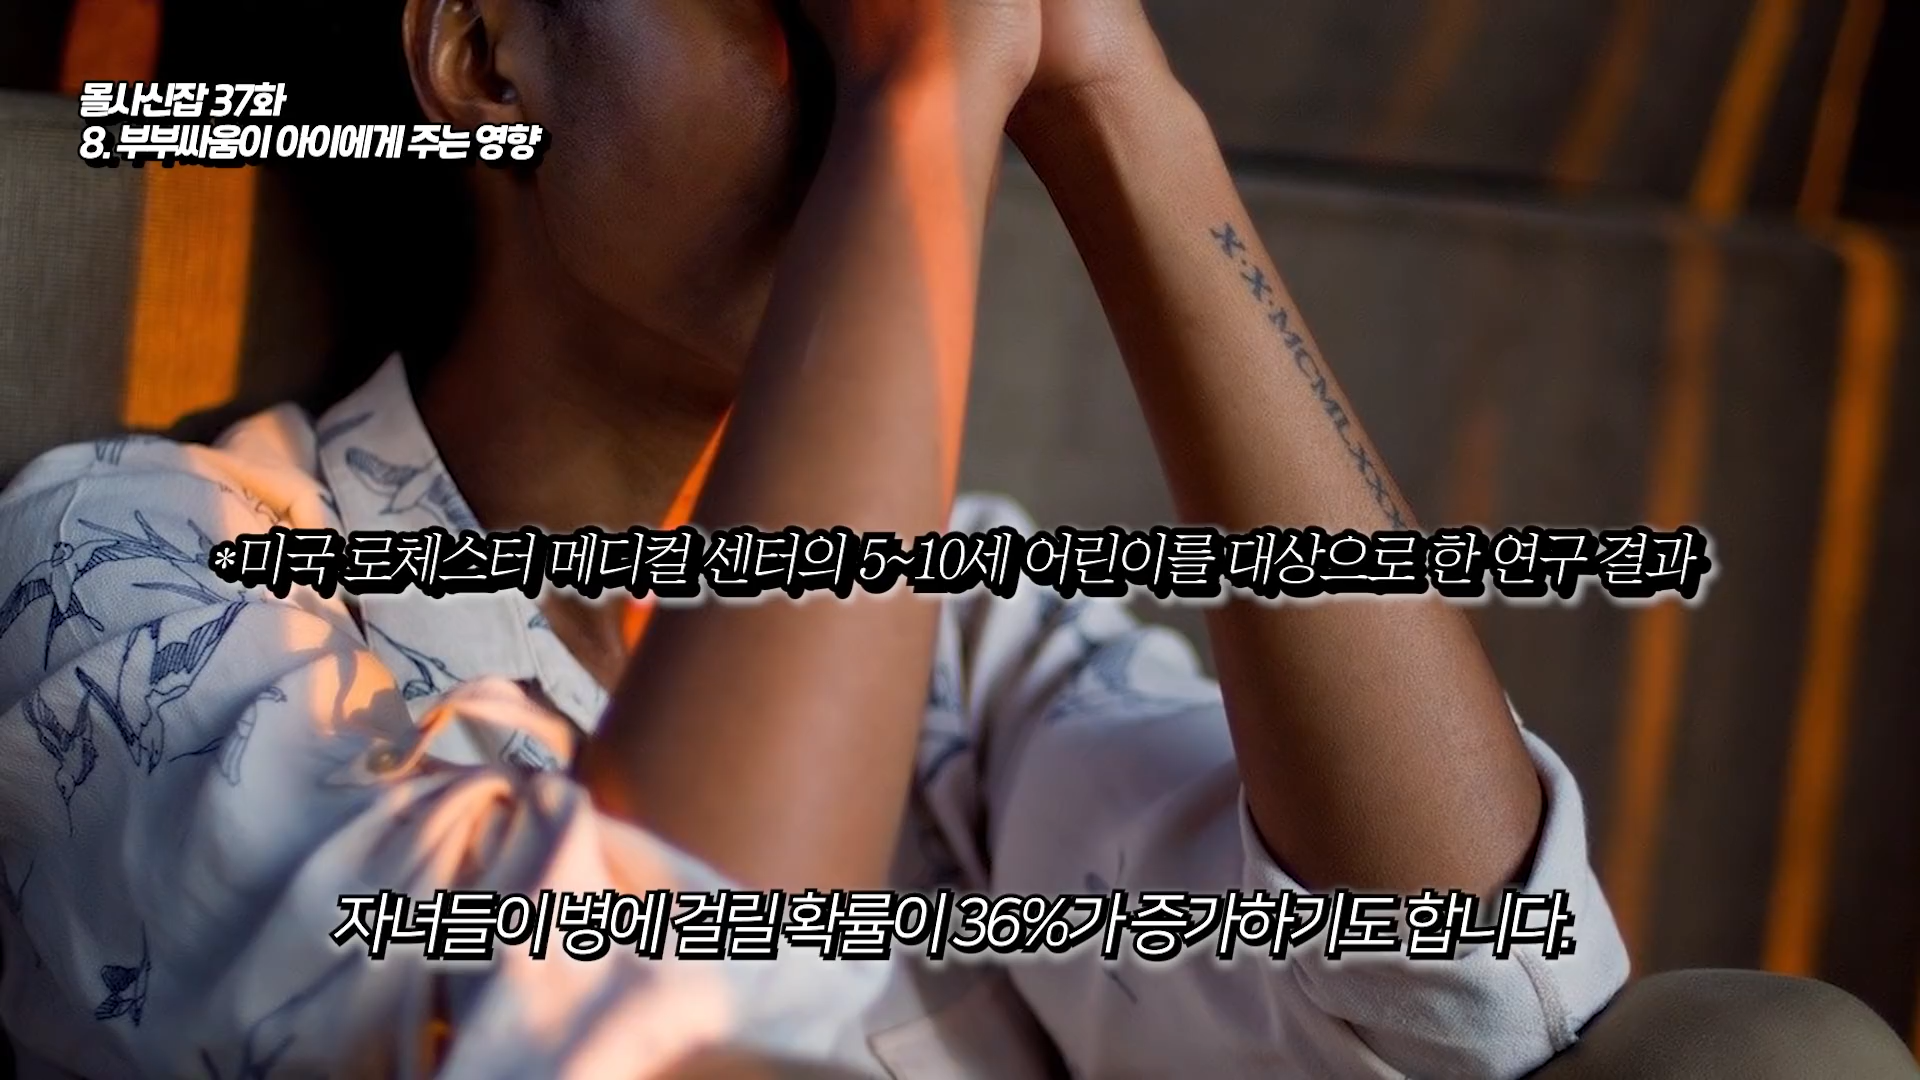 몰사신잡 37화
8. 부부싸움이 아이에게 주는 영향
X·X·MCMLXXX
*미국 로체스터 메디컬 센터의 5~10세 어린이를 대상으로 한 연구 결과
자녀들이 병에 걸릴 확률이 36%가 증가하기도 합니다.